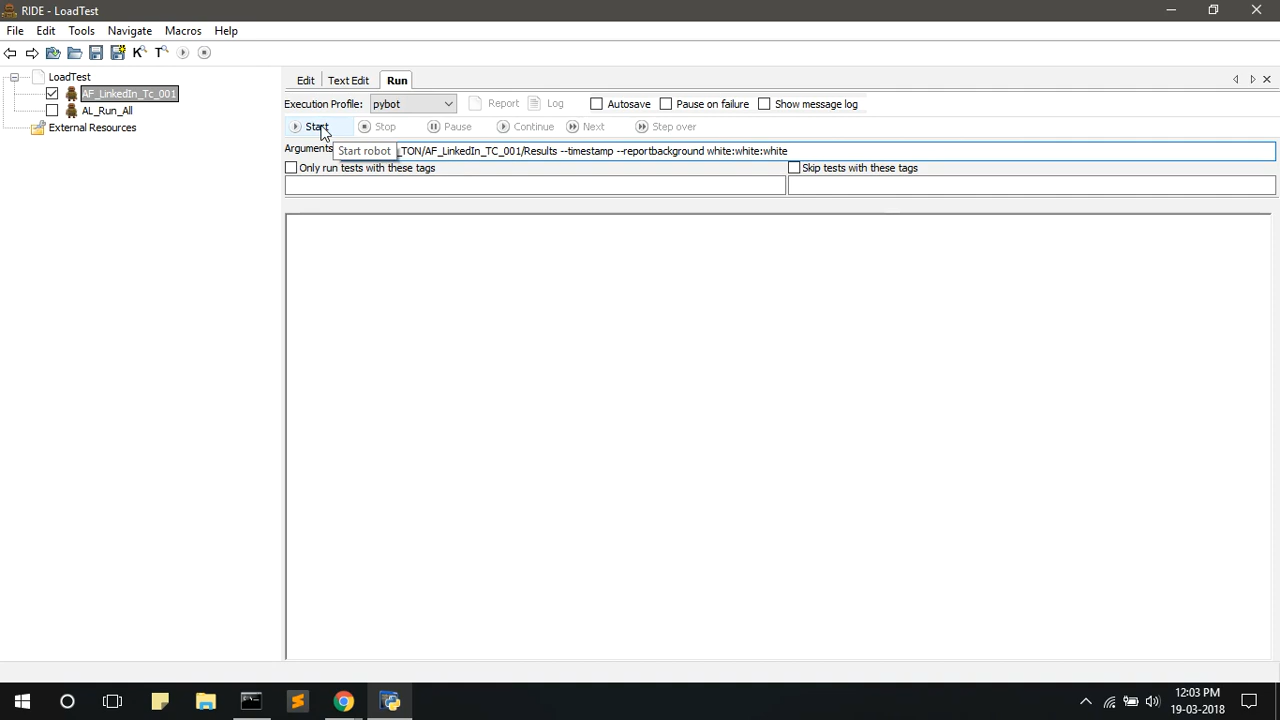 RIDE - LoadTest
File Edit Tools Navigate Macros Help
LoadTest
AF_LinkedIn_Tc_001
AL_Run_All
External Resources
Edit Text Edit Run
Execution Profile: pybot Report Log Autosave Pause on failure Show message log
Start Stop Pause Continue Next Step over
Start robot
Arguments _TON/AF_LinkedIn_TC_001/Results --timestamp --reportbackground white:white:white
Only run tests with these tags Skip tests with these tags
12:03 PM
19-03-2018